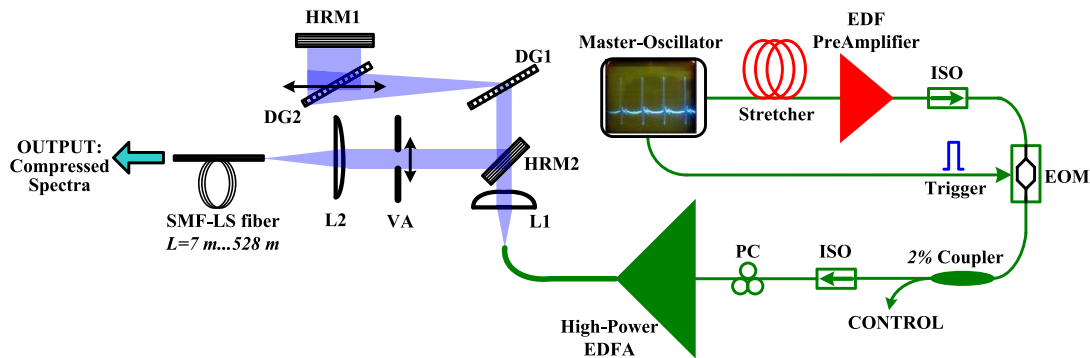 HRM1
DG1
DG2
OUTPUT:
Compressed
Spectra
SMF-LS fiber
L=7 m...528 m
L2
VA
HRM2
L1
Master-Oscillator
Stretcher
EDF
PreAmplifier
ISO
Trigger
EOM
2% Coupler
CONTROL
ISO
PC
High-Power
EDFA